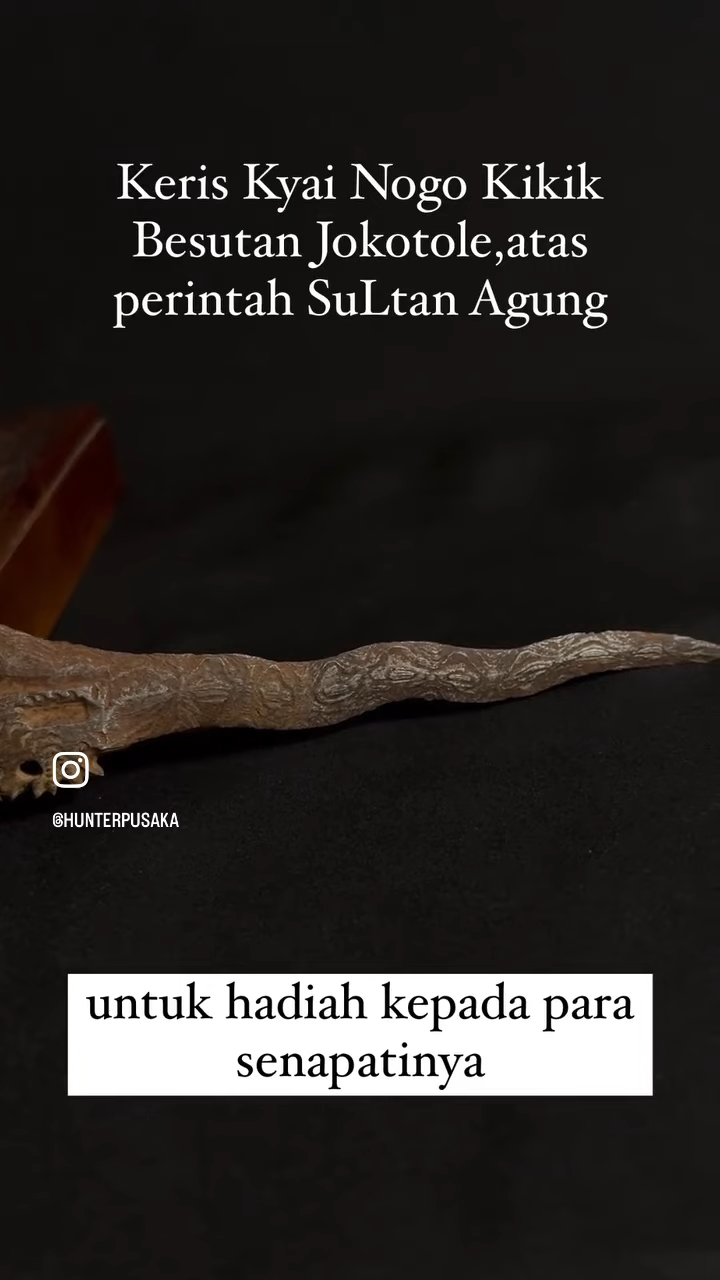 Keris Kyai Nogo Kikik
Besutan Jokotole,atas
perintah SuLtan Agung
@HUNTERPUSAKA
untuk hadiah kepada para
senapatinya